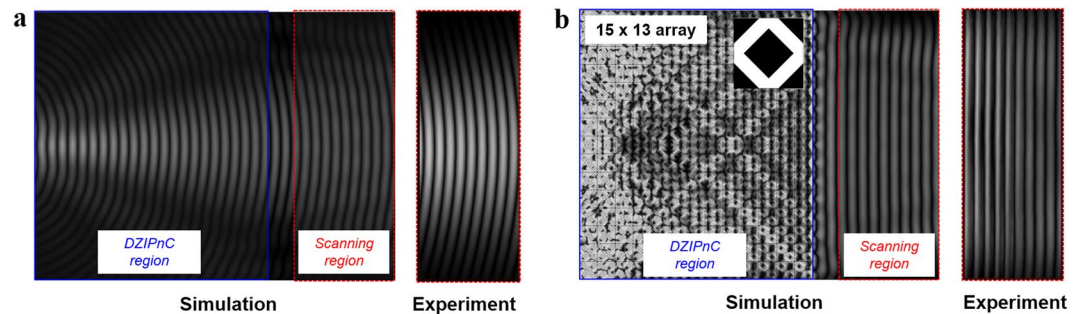 a
DZIPnC
region
Scanning
region
Simulation
Experiment
b
15 x 13 array
DZIPnC
region
Scanning
region
Simulation
Experiment